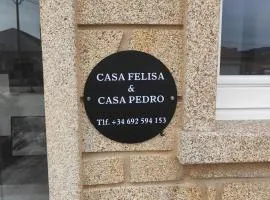 CASA FELISA
&
CASA PEDRO
Tlf. +34 692 594 153